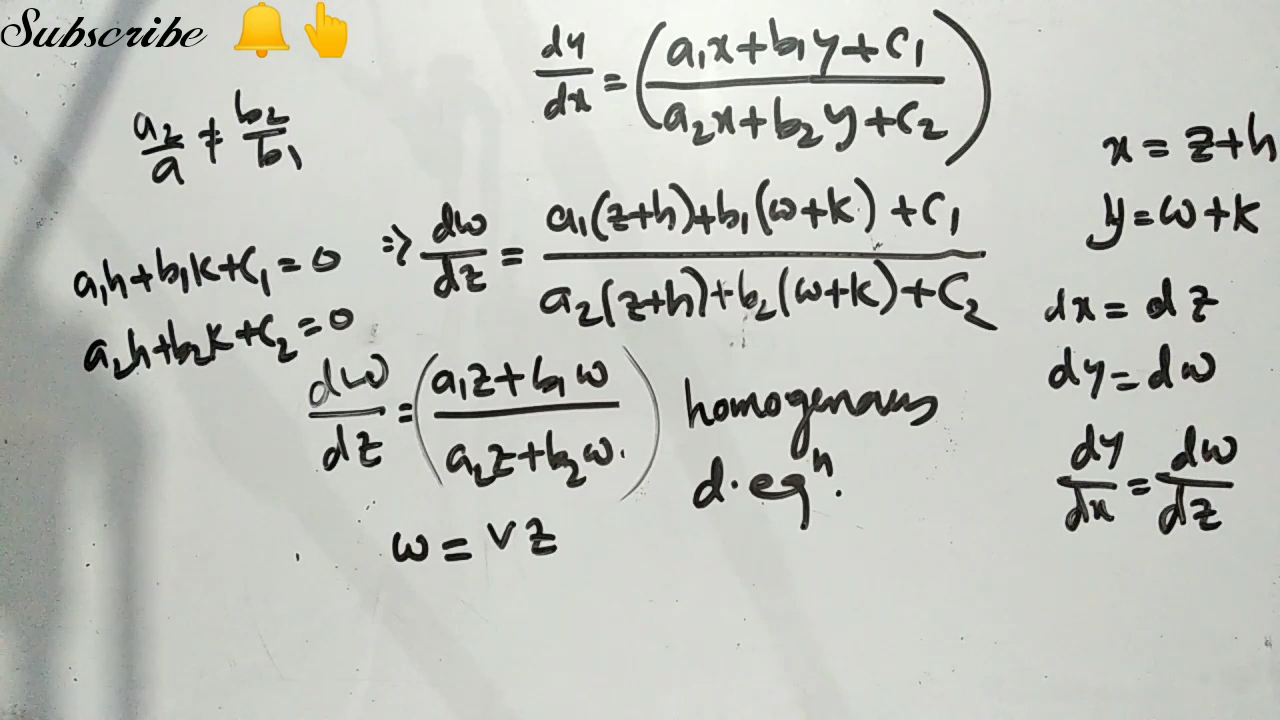 Subscribe 🔔👆
dy/dx = (a₁x+b₁y+c₁ / a₂x+b₂y+c₂)
a₂/a ≠ b₂/b₁
x = z+h
y = ω+k
a₁h+b₁k+c₁ = 0
⇒ dω/dz = a₁(z+h)+b₁(ω+k)+c₁ / a₂(z+h)+b₂(ω+k)+c₂
a₂h+b₂k+c₂ = 0
dx = dz
dy = dω
dω/dz = (a₁z+b₁ω / a₂z+b₂ω.)
homogenous
d.eqⁿ.
dy/dx = dω/dz
ω = vz